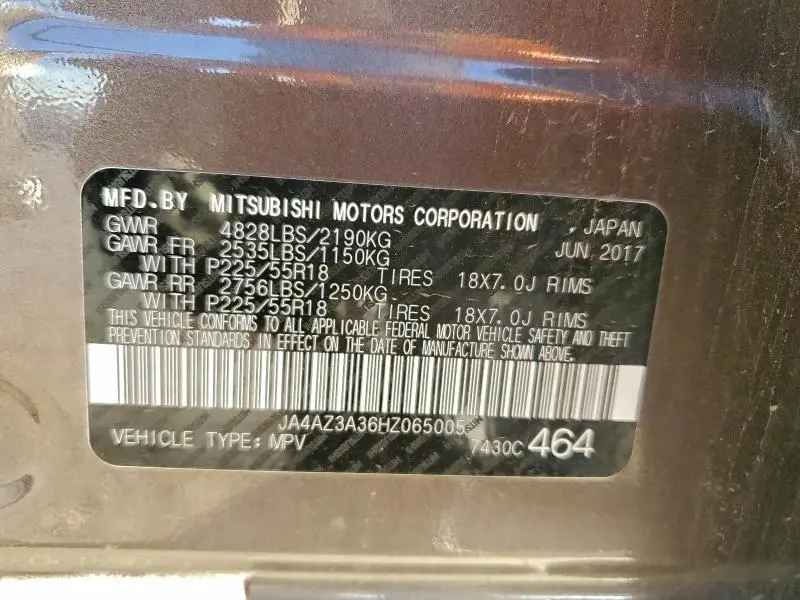 MFD.BY MITSUBISHI MOTORS CORPORATION , JAPAN
GVWR 4828LBS/2190KG JUN, 2017
GAWR FR 2535LBS/1150KG
WITH P225/55R18 TIRES 18X7.0J RIMS
GAWR RR 2756LBS/1250KG
WITH P225/55R18 TIRES 18X7.0J RIMS
THIS VEHICLE CONFORMS TO ALL APPLICABLE FEDERAL MOTOR VEHICLE SAFETY AND THEFT
PREVENTION STANDARDS IN EFFECT ON THE DATE OF MANUFACTURE SHOWN ABOVE.
JA4AZ3A36HZ065005
VEHICLE TYPE: MPV 7430C 464